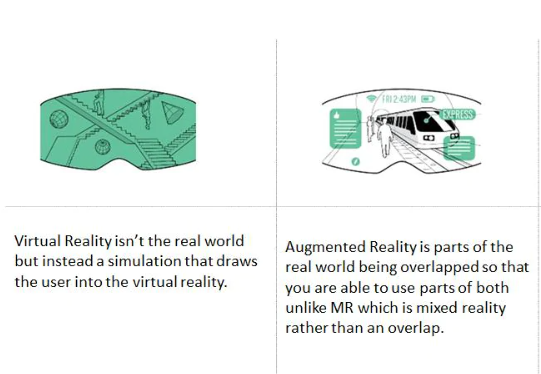 FRI 2:43PM
EXPRESS
Virtual Reality isn't the real world
but instead a simulation that draws
the user into the virtual reality.
Augmented Reality is parts of the
real world being overlapped so that
you are able to use parts of both
unlike MR which is mixed reality
rather than an overlap.